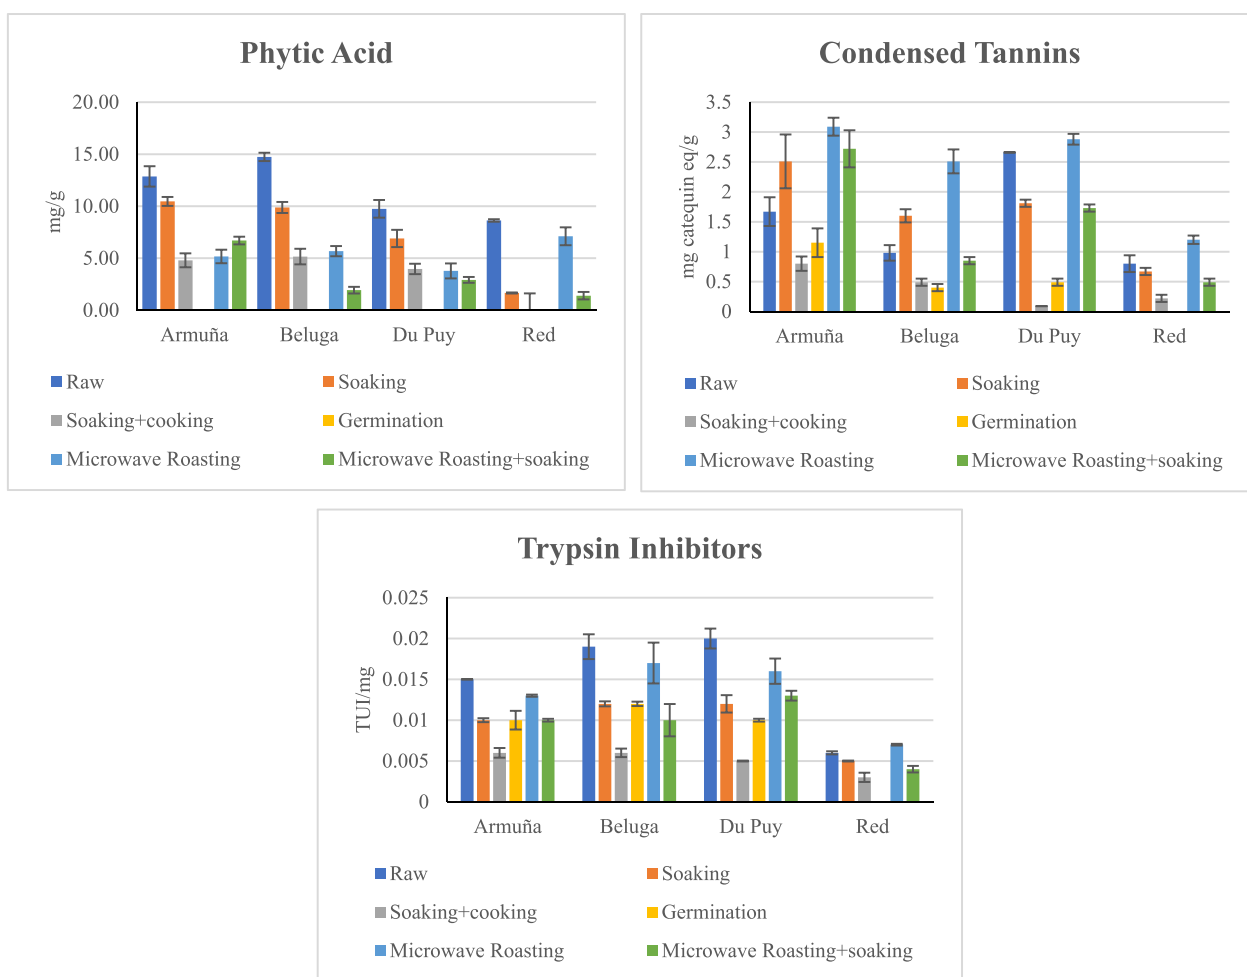 Phytic Acid
20.00
15.00
10.00
5.00
0.00
mg/g
Armuña Beluga Du Puy Red
Raw Soaking
Soaking+cooking Germination
Microwave Roasting Microwave Roasting+soaking
Condensed Tannins
3.5
3
2.5
2
1.5
1
0.5
0
mg catequin eq/g
Armuña Beluga Du Puy Red
Raw Soaking
Soaking+cooking Germination
Microwave Roasting Microwave Roasting+soaking
Trypsin Inhibitors
0.025
0.02
0.015
0.01
0.005
0
TUI/mg
Armuña Beluga Du Puy Red
Raw Soaking
Soaking+cooking Germination
Microwave Roasting Microwave Roasting+soaking